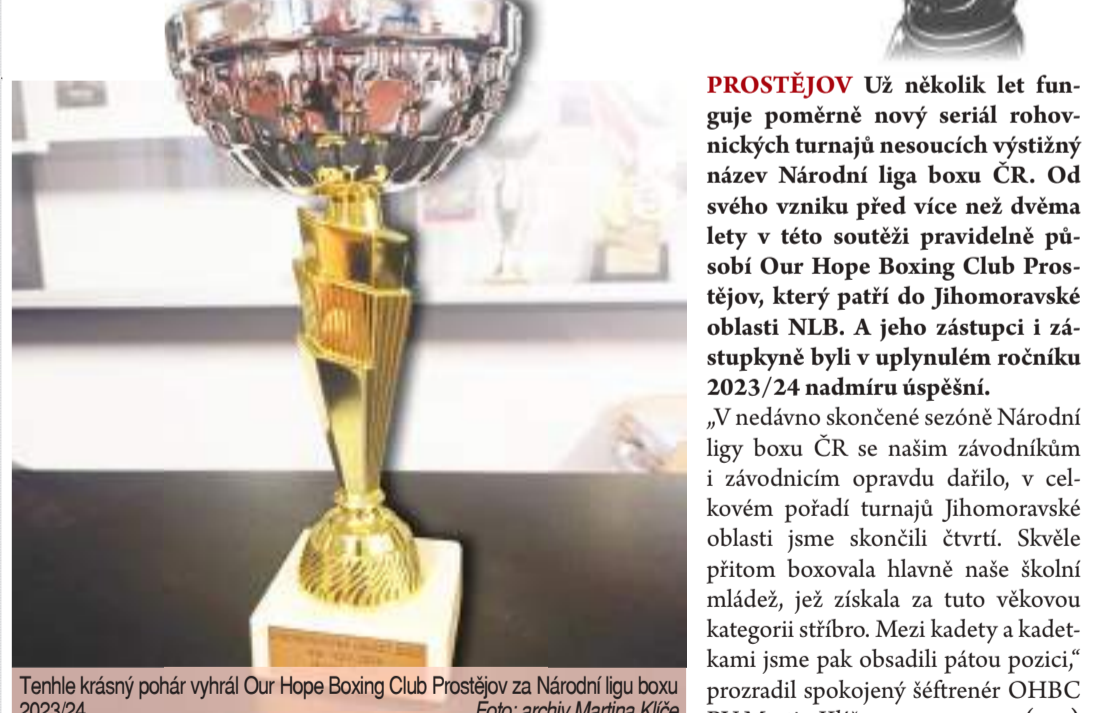 PROSTĚJOV Už několik let fun-
guje poměrně nový seriál rohov-
nických turnajů nesoucích výstižný
název Národní liga boxu ČR. Od
svého vzniku před více než dvěma
lety v této soutěži pravidelně pů-
sobí Our Hope Boxing Club Pros-
tějov, který patří do Jihomoravské
oblasti NLB. A jeho zástupci i zá-
stupkyně byli v uplynulém ročníku
2023/24 nadmíru úspěšní.
„V nedávno skončené sezóně Národní
ligy boxu ČR se našim závodníkům
i závodnicím opravdu dařilo, v cel-
kovém pořadí turnajů Jihomoravské
oblasti jsme skončili čtvrtí. Skvěle
přitom boxovala hlavně naše školní
mládež, jež získala za tuto věkovou
kategorii stříbro. Mezi kadety a kadet-
kami jsme pak obsadili pátou pozici,“
prozradil spokojený šéftrenér OHBC
Tenhle krásný pohár vyhrál Our Hope Boxing Club Prostějov za Národní ligu boxu
2023/24 Foto: archiv Martina Klíče